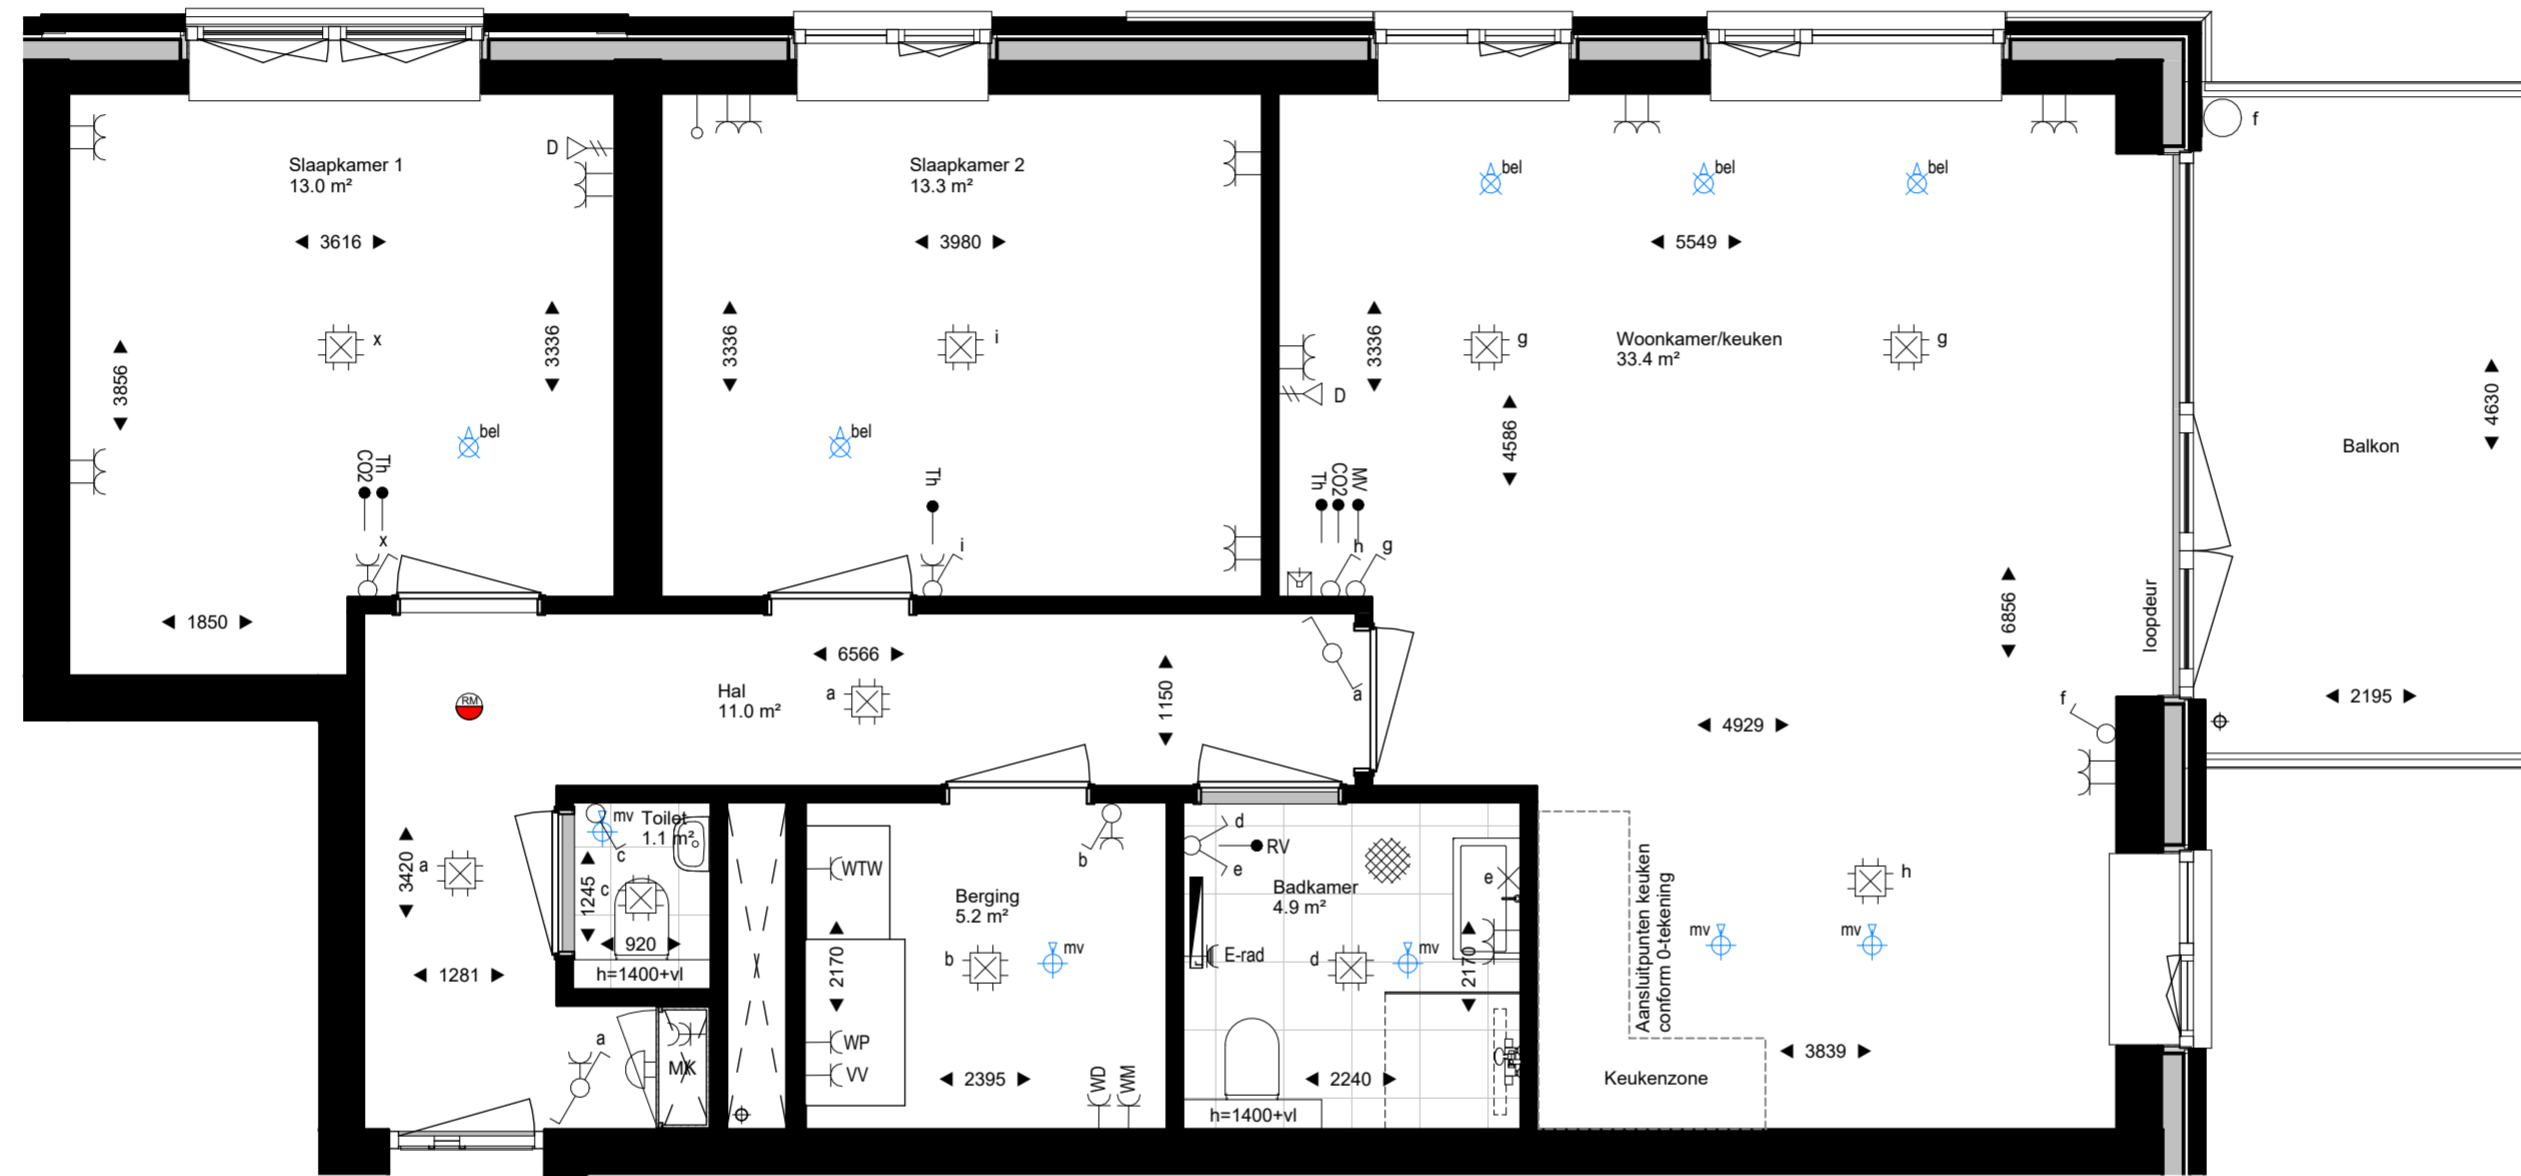 Slaapkamer 1
13.0 m²
3616
3856
3336
x
D
bel
CO2
Th
x
1850
Slaapkamer 2
13.3 m²
3980
3336
i
bel
Th
i
bel
bel
bel
5549
Woonkamer/keuken
33.4 m²
g
g
3336
D
4586
Th
CO2
MV
h
g
6856
loopdeur
f
4929
f
Balkon
4630
2195
Hal
11.0 m²
6566
a
1150
a
RM
3420
a
1281
a
MK
Toilet
1.1 m²
mv
c
c
1245
920
h=1400+vl
Berging
5.2 m²
WTW
WP
VV
2170
b
b
mv
2395
WD
WM
Badkamer
4.9 m²
d
e
RV
E-rad
d
mv
e
2170
2240
h=1400+vl
Aansluitpunten keuken
conform 0-tekening
Keukenzone
mv
mv
h
3839